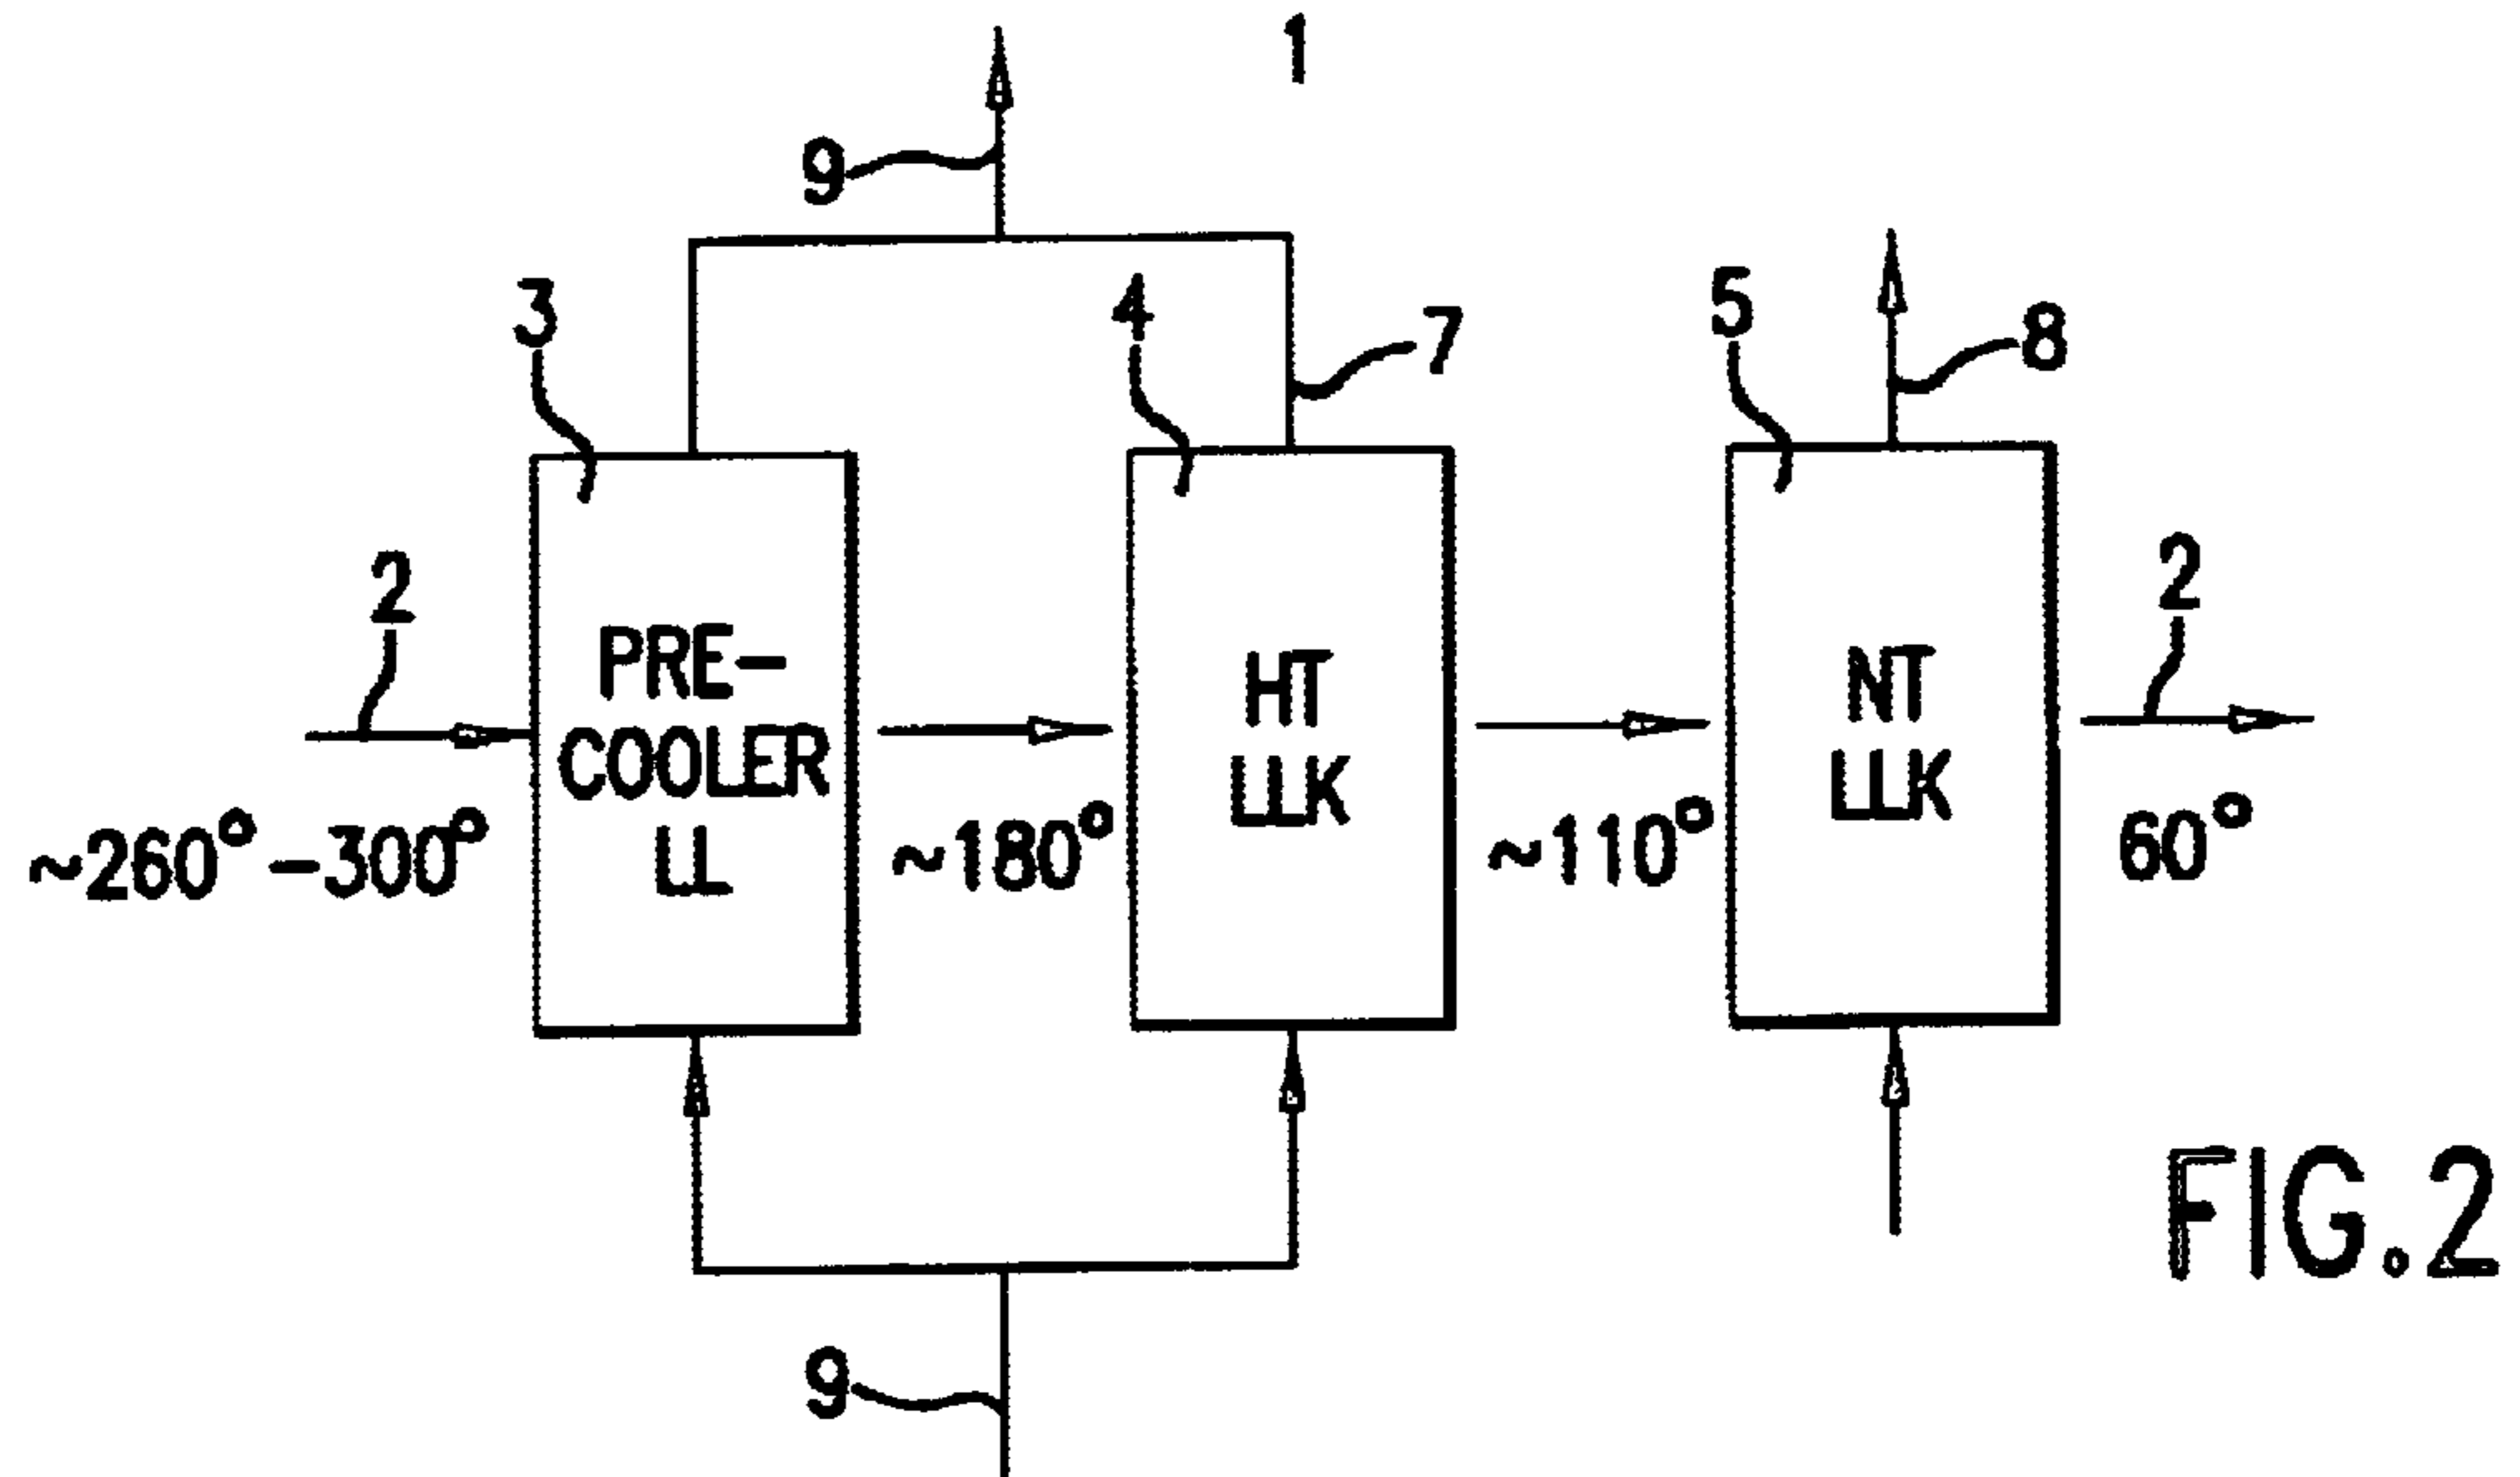 1
9
3
4
7
5
8
2
2
PRE-
COOLER
LL
HT
LLK
NT
LLK
~260°-300°
~180°
~110°
60°
FIG.2
9